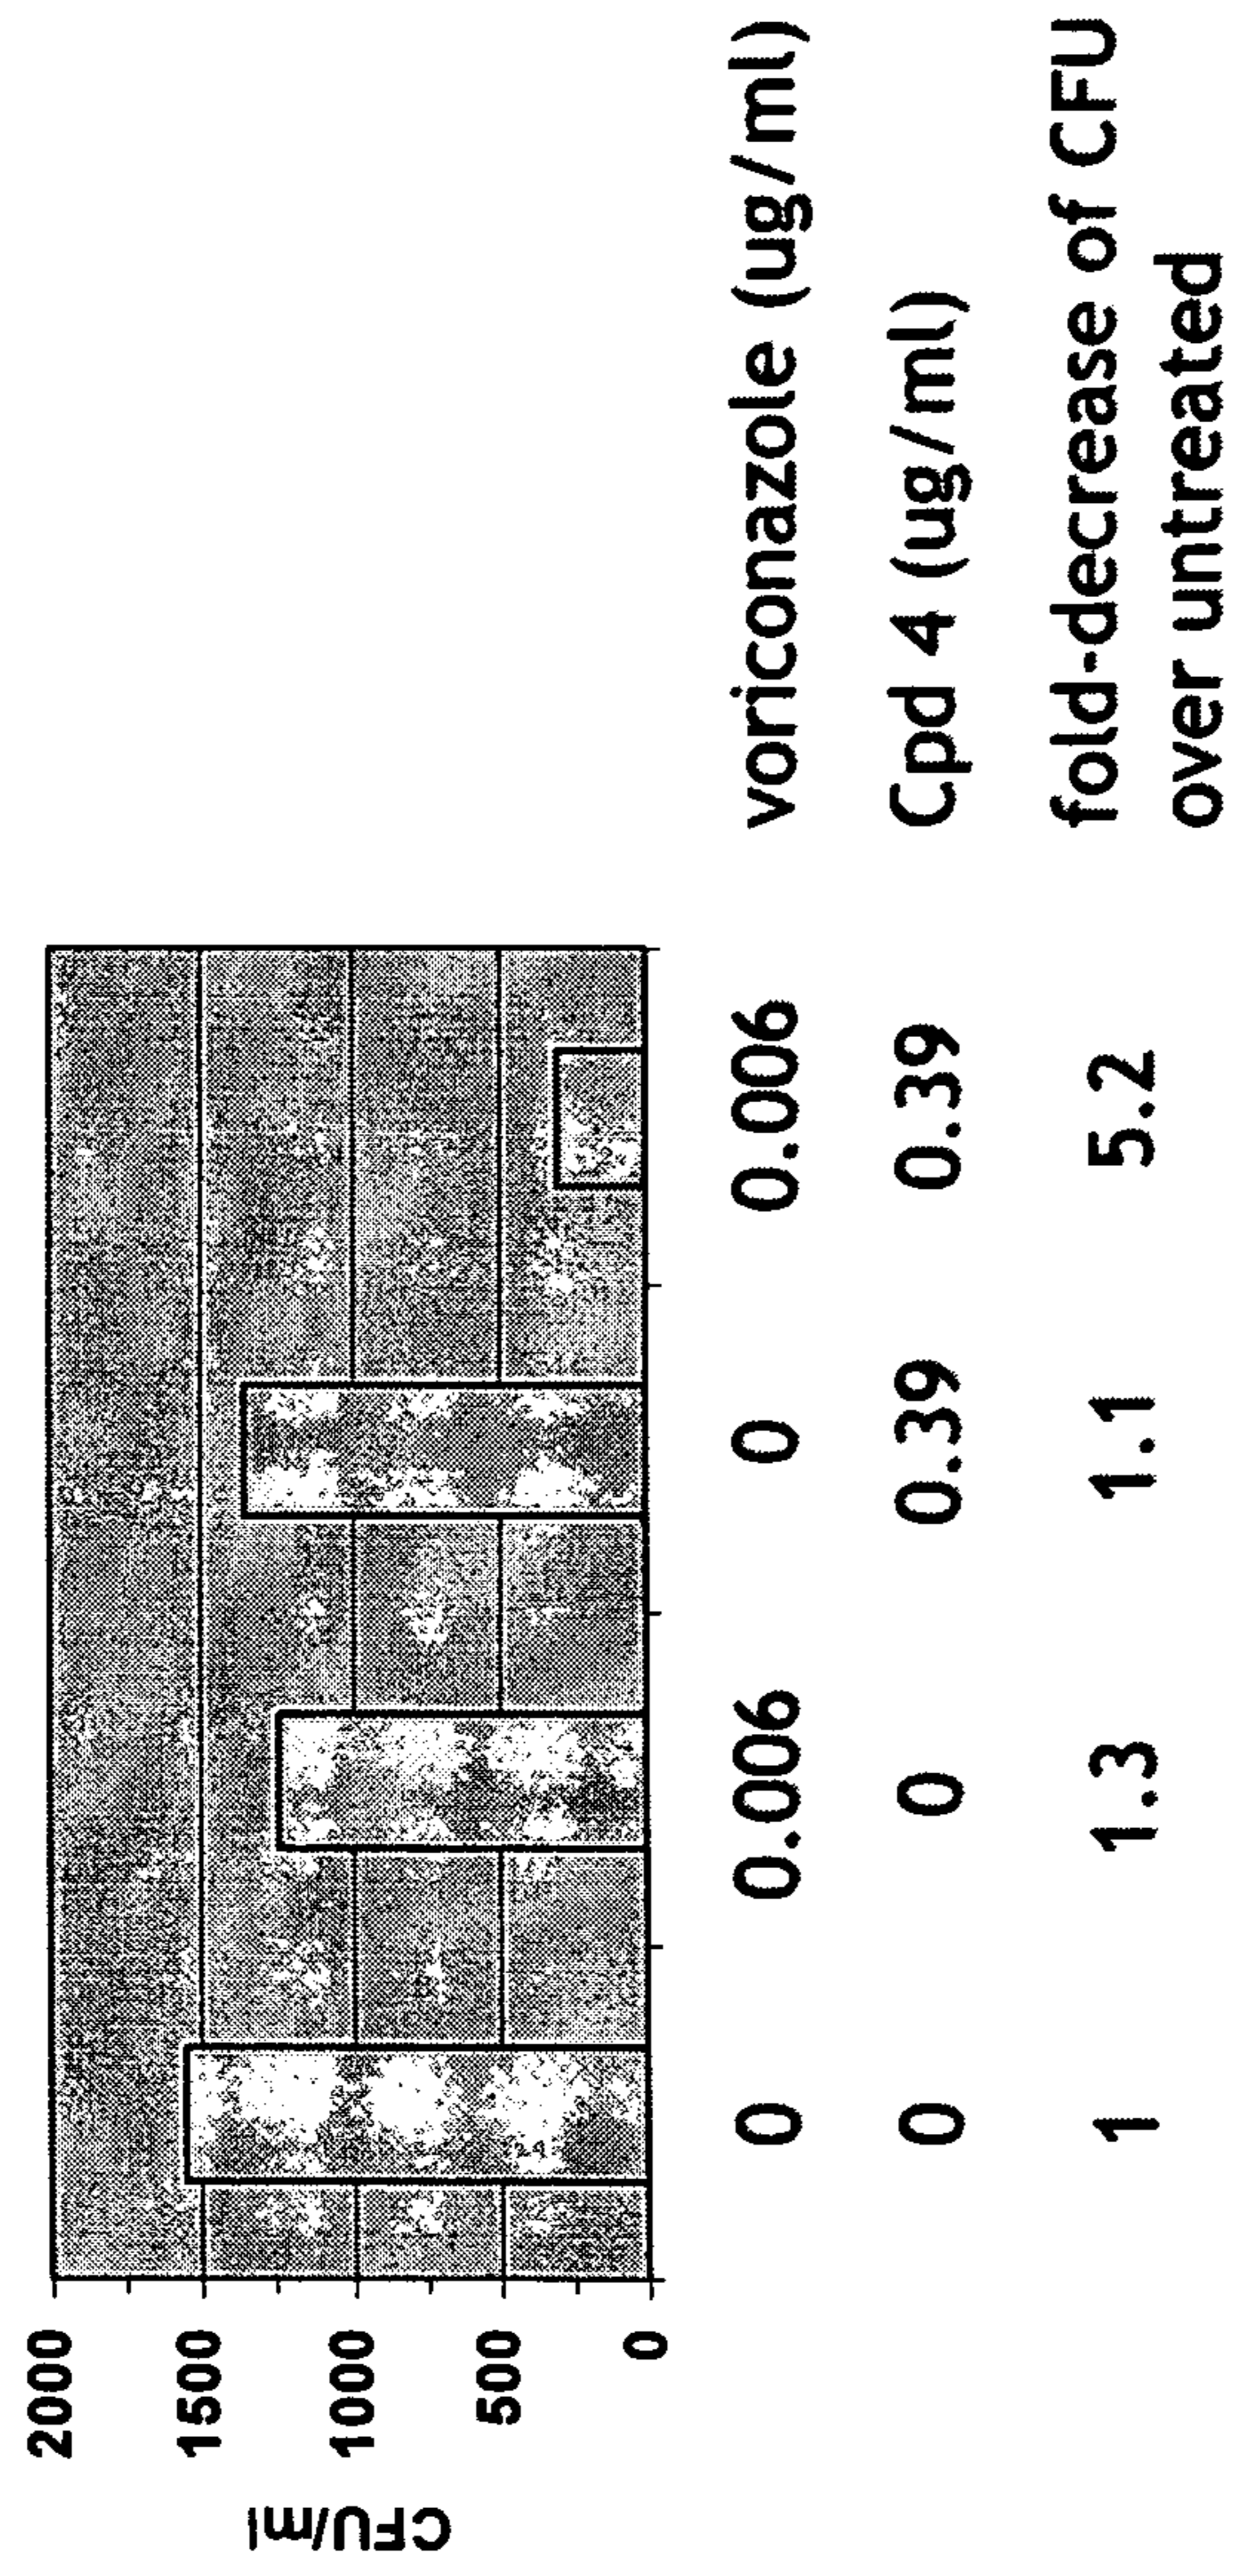 2000
1500
1000
500
0
CFU/ml
0 0.006 0 0.006 voriconazole (ug/ml)
0 0 0.39 0.39 Cpd 4 (ug/ml)
1 1.3 1.1 5.2 fold-decrease of CFU
over untreated